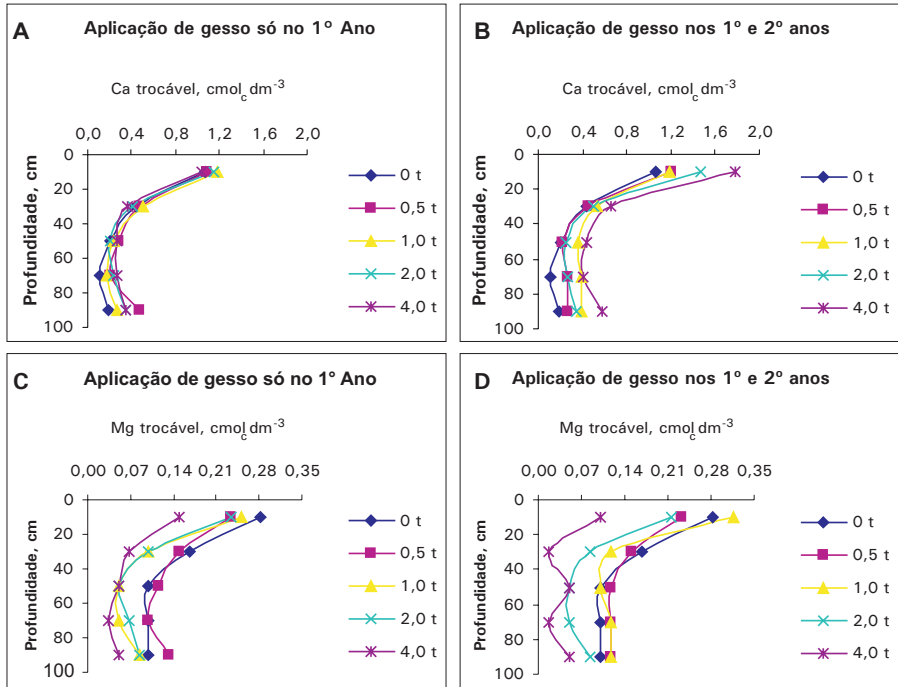 A Aplicação de gesso só no 1º Ano
Ca trocável, cmolc dm-3
0,0 0,4 0,8 1,2 1,6 2,0
Profundidade, cm
0
20
40
60
80
100
0 t
0,5 t
1,0 t
2,0 t
4,0 t
B Aplicação de gesso nos 1º e 2º anos
Ca trocável, cmolc dm-3
0,0 0,4 0,8 1,2 1,6 2,0
Profundidade, cm
0
20
40
60
80
100
0 t
0,5 t
1,0 t
2,0 t
4,0 t
C Aplicação de gesso só no 1º Ano
Mg trocável, cmolc dm-3
0,00 0,07 0,14 0,21 0,28 0,35
Profundidade, cm
0
20
40
60
80
100
0 t
0,5 t
1,0 t
2,0 t
4,0 t
D Aplicação de gesso nos 1º e 2º anos
Mg trocável, cmolc dm-3
0,00 0,07 0,14 0,21 0,28 0,35
Profundidade, cm
0
20
40
60
80
100
0 t
0,5 t
1,0 t
2,0 t
4,0 t